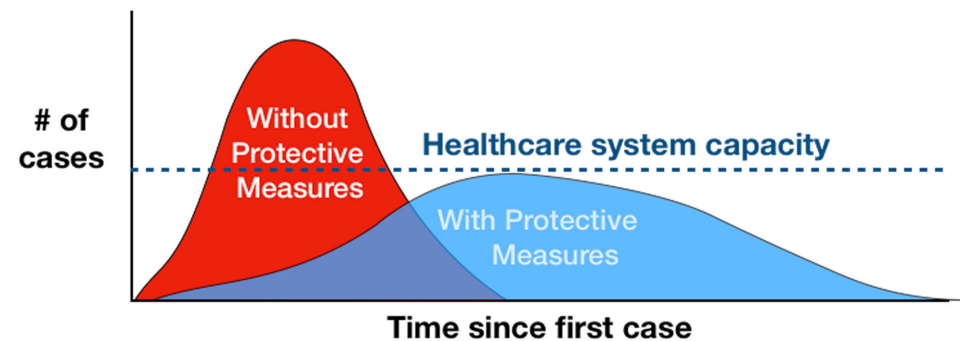 # of
cases
Without
Protective
Measures
Healthcare system capacity
With Protective
Measures
Time since first case